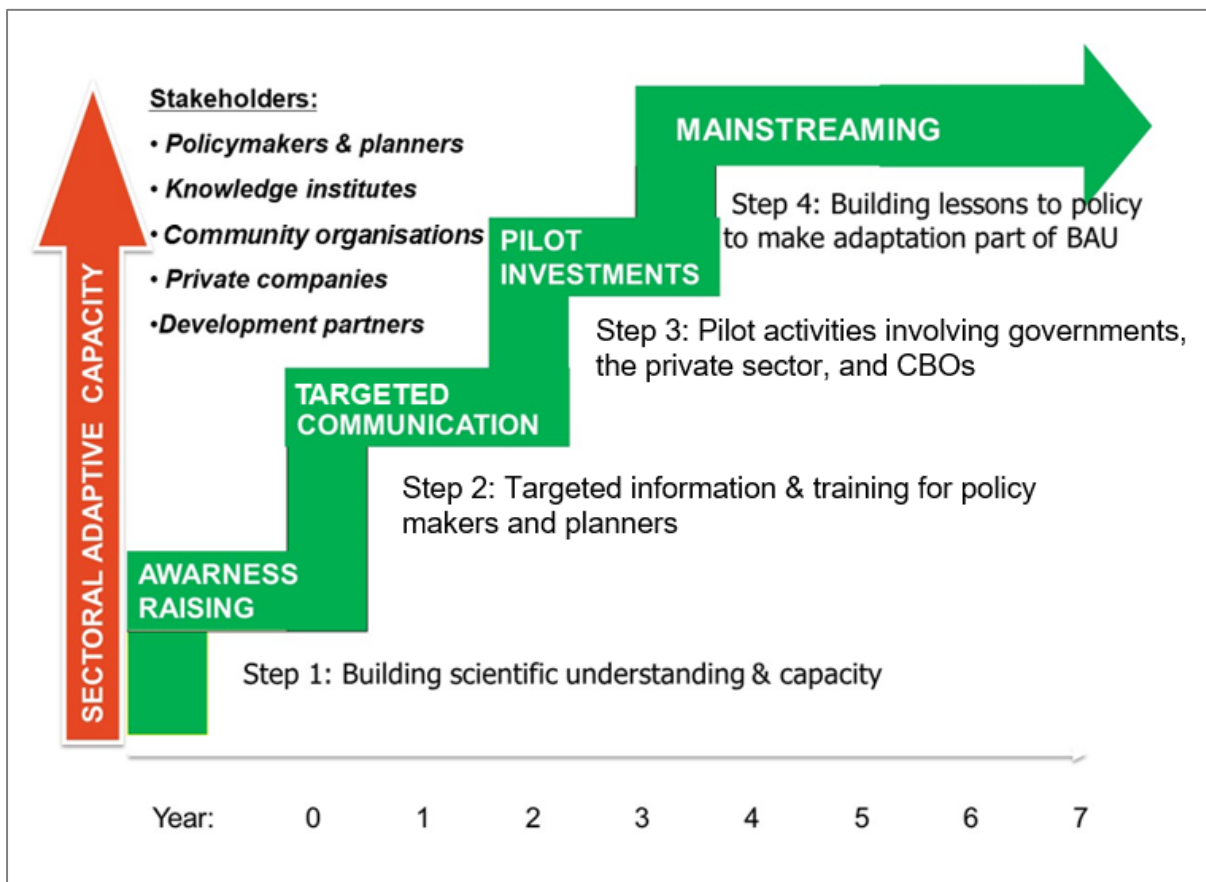 SECTORAL ADAPTIVE CAPACITY
Stakeholders:
• Policymakers & planners
• Knowledge institutes
• Community organisations
• Private companies
•Development partners
MAINSTREAMING
Step 4: Building lessons to policy
to make adaptation part of BAU
PILOT
INVESTMENTS
Step 3: Pilot activities involving governments,
the private sector, and CBOs
TARGETED
COMMUNICATION
Step 2: Targeted information & training for policy
makers and planners
AWARNESS
RAISING
Step 1: Building scientific understanding & capacity
Year: 0 1 2 3 4 5 6 7